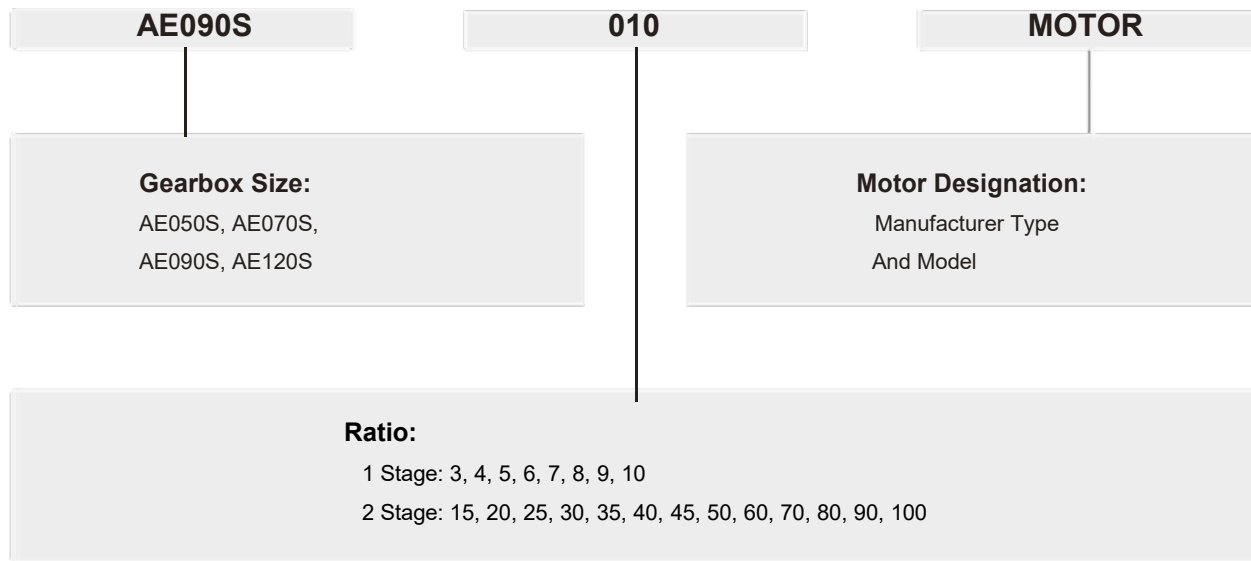 AE090S
010
MOTOR
Gearbox Size:
AE050S, AE070S,
AE090S, AE120S
Motor Designation:
Manufacturer Type
And Model
Ratio:
1 Stage: 3, 4, 5, 6, 7, 8, 9, 10
2 Stage: 15, 20, 25, 30, 35, 40, 45, 50, 60, 70, 80, 90, 100